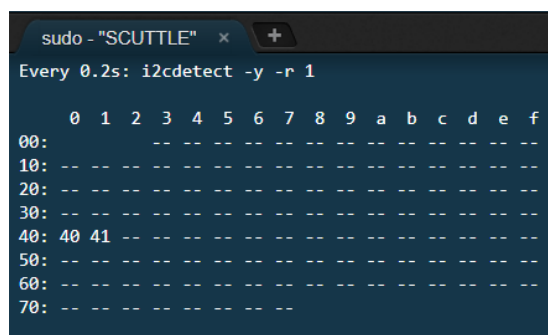 sudo - "SCUTTLE" × +
Every 0.2s: i2cdetect -y -r 1
     0  1  2  3  4  5  6  7  8  9  a  b  c  d  e  f
00:          -- -- -- -- -- -- -- -- -- -- -- -- --
10: -- -- -- -- -- -- -- -- -- -- -- -- -- -- -- --
20: -- -- -- -- -- -- -- -- -- -- -- -- -- -- -- --
30: -- -- -- -- -- -- -- -- -- -- -- -- -- -- -- --
40: 40 41 -- -- -- -- -- -- -- -- -- -- -- -- -- --
50: -- -- -- -- -- -- -- -- -- -- -- -- -- -- -- --
60: -- -- -- -- -- -- -- -- -- -- -- -- -- -- -- --
70: -- -- -- -- -- -- -- --